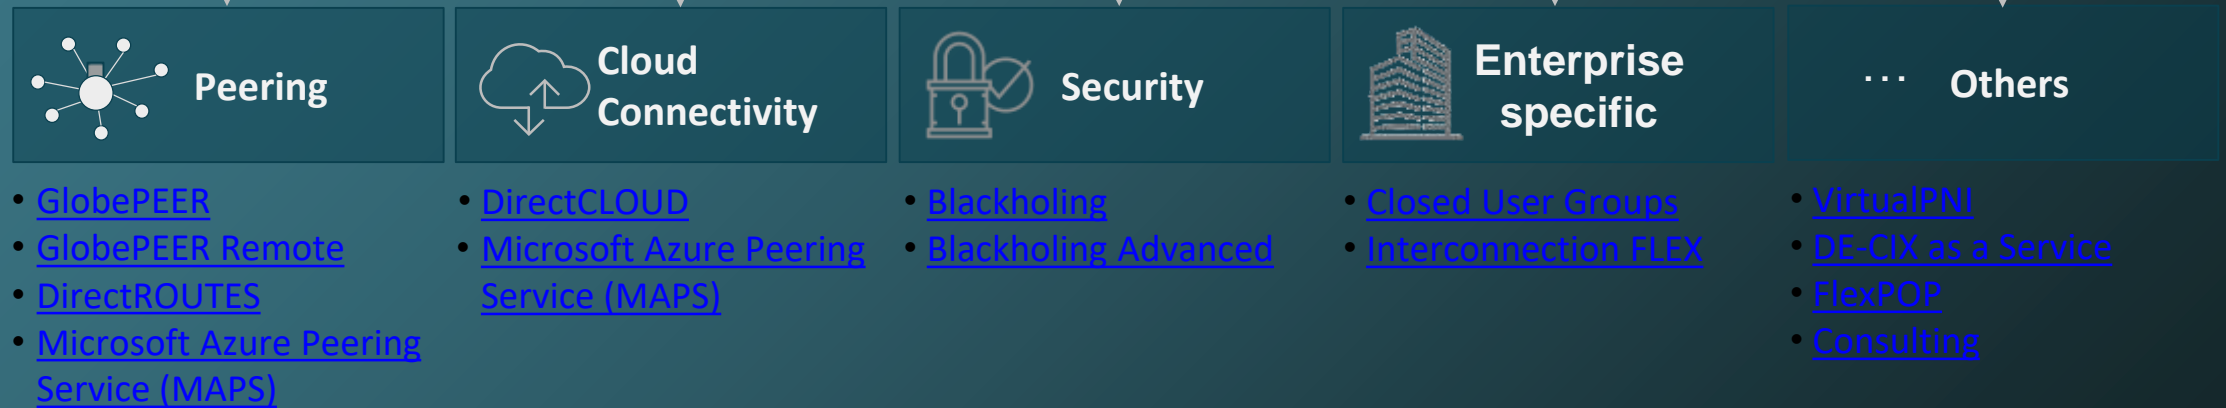 Peering
• GlobePEER
• GlobePEER Remote
• DirectROUTES
• Microsoft Azure Peering
Service (MAPS)
Cloud
Connectivity
• DirectCLOUD
• Microsoft Azure Peering
Service (MAPS)
Security
• Blackholing
• Blackholing Advanced
Enterprise
specific
• Closed User Groups
• Interconnection FLEX
... Others
• VirtualPNI
• DE-CIX as a Service
• FlexPOP
• Consulting